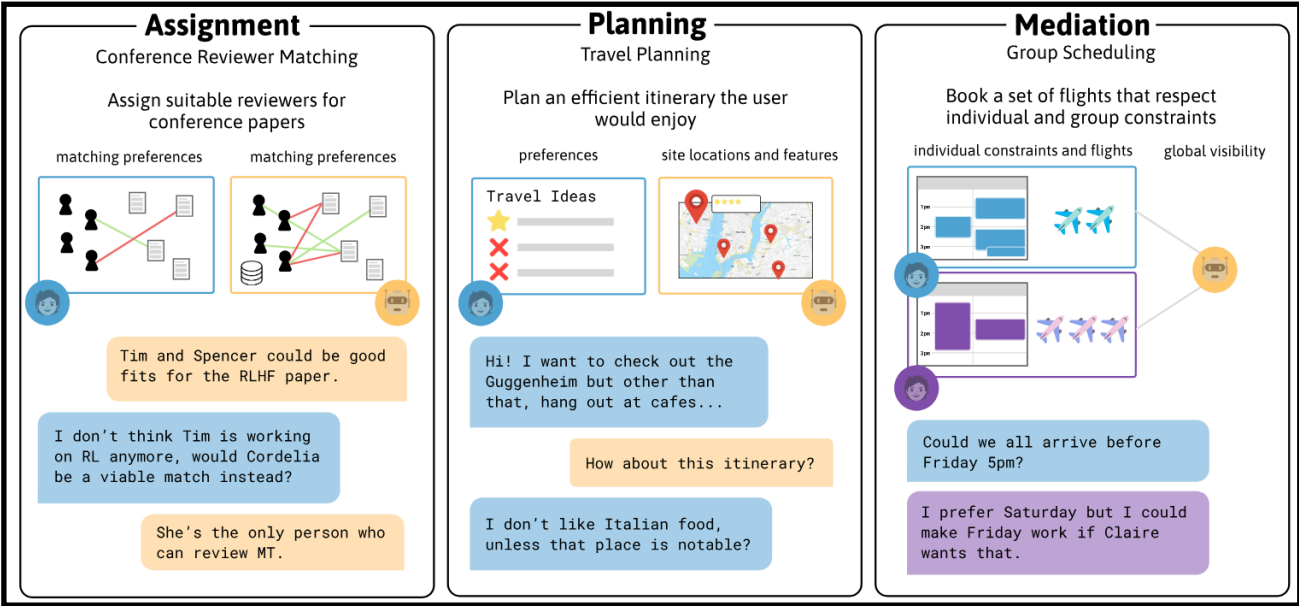 Assignment
Conference Reviewer Matching
Assign suitable reviewers for
conference papers
matching preferences
matching preferences
Tim and Spencer could be good
fits for the RLHF paper.
I don't think Tim is working
on RL anymore, would Cordelia
be a viable match instead?
She's the only person who
can review MT.
Planning
Travel Planning
Plan an efficient itinerary the user
would enjoy
preferences
site locations and features
Travel Ideas
Hi! I want to check out the
Guggenheim but other than
that, hang out at cafes...
How about this itinerary?
I don't like Italian food,
unless that place is notable?
Mediation
Group Scheduling
Book a set of flights that respect
individual and group constraints
individual constraints and flights
global visibility
1pm
2pm
3pm
1pm
2pm
3pm
Could we all arrive before
Friday 5pm?
I prefer Saturday but I could
make Friday work if Claire
wants that.